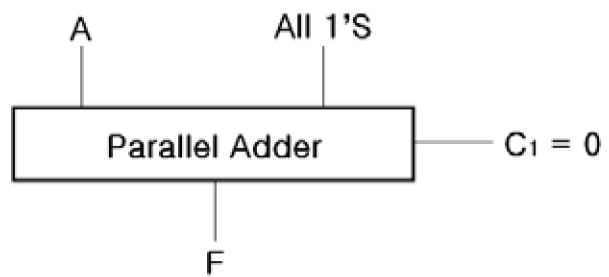 A
All 1'S
Parallel Adder
C₁ = 0
F